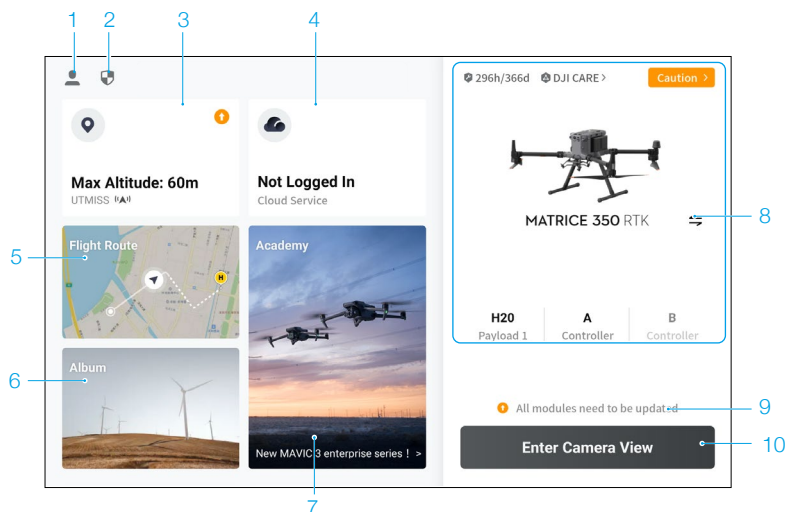 1
2
3
4
296h/366d
DJI CARE >
Caution >
Max Altitude: 60m
UTMISS
Not Logged In
Cloud Service
MATRICE 350 RTK
8
5
Flight Route
H
Academy
H20
Payload 1
A
Controller
B
Controller
6
Album
All modules need to be updated
9
New MAVIC 3 enterprise series ! >
Enter Camera View
10
7